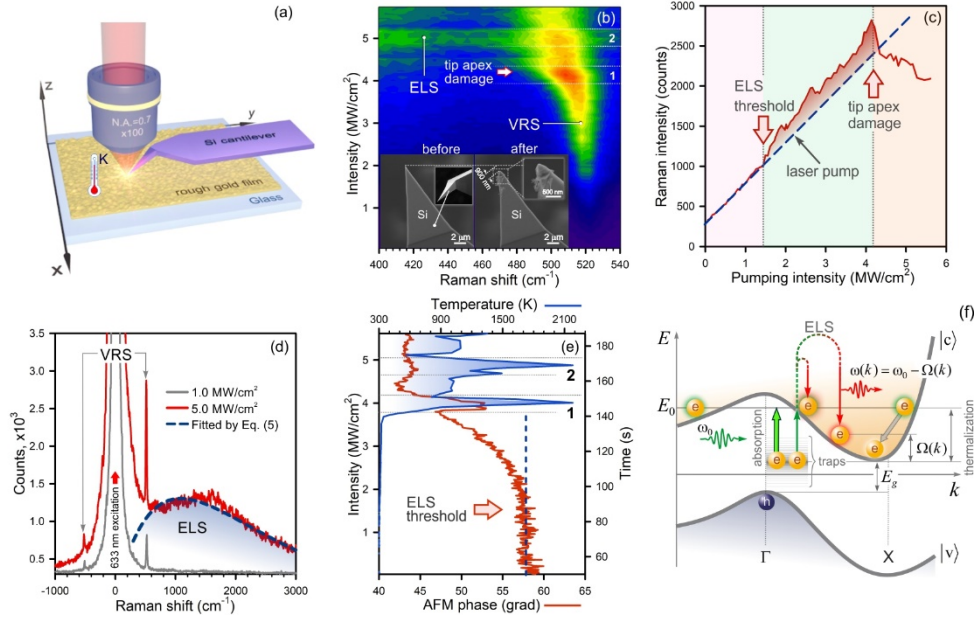 (a)
z
y
x
N.A.=0.7
x100
Si cantilever
K
rough gold film
Glass
(b)
Intensity (MW/cm²)
5
4
3
2
1
400 420 440 460 480 500 520 540
Raman shift (cm⁻¹)
2
ELS
tip apex
damage
1
VRS
before
after
900 nm
600 nm
Si
Si
2 μm
2 μm
(c)
Raman intensity (counts)
3000
2500
2000
1500
1000
500
0
0 1 2 3 4 5 6
Pumping intensity (MW/cm²)
ELS
threshold
tip apex
damage
laser pump
(d)
Counts, x10³
3.5
3.0
2.5
2.0
1.5
1.0
0.5
-1000 0 1000 2000 3000
Raman shift (cm⁻¹)
VRS
1.0 MW/cm²
5.0 MW/cm²
Fitted by Eq. (5)
633 nm excitation
ELS
Temperature (K)
300 900 1500 2100
(e)
Intensity (MW/cm²)
5
4
3
2
1
Time (s)
180
160
140
120
100
80
60
2
1
ELS
threshold
40 45 50 55 60 65
AFM phase (grad)
(f)
E
ELS
|c⟩
ω(k) = ω₀ − Ω(k)
E₀
e
e
e
e
e
e
e
ω₀
absorption
traps
Ω(k)
thermalization
E_g
k
h
Γ
X
|v⟩